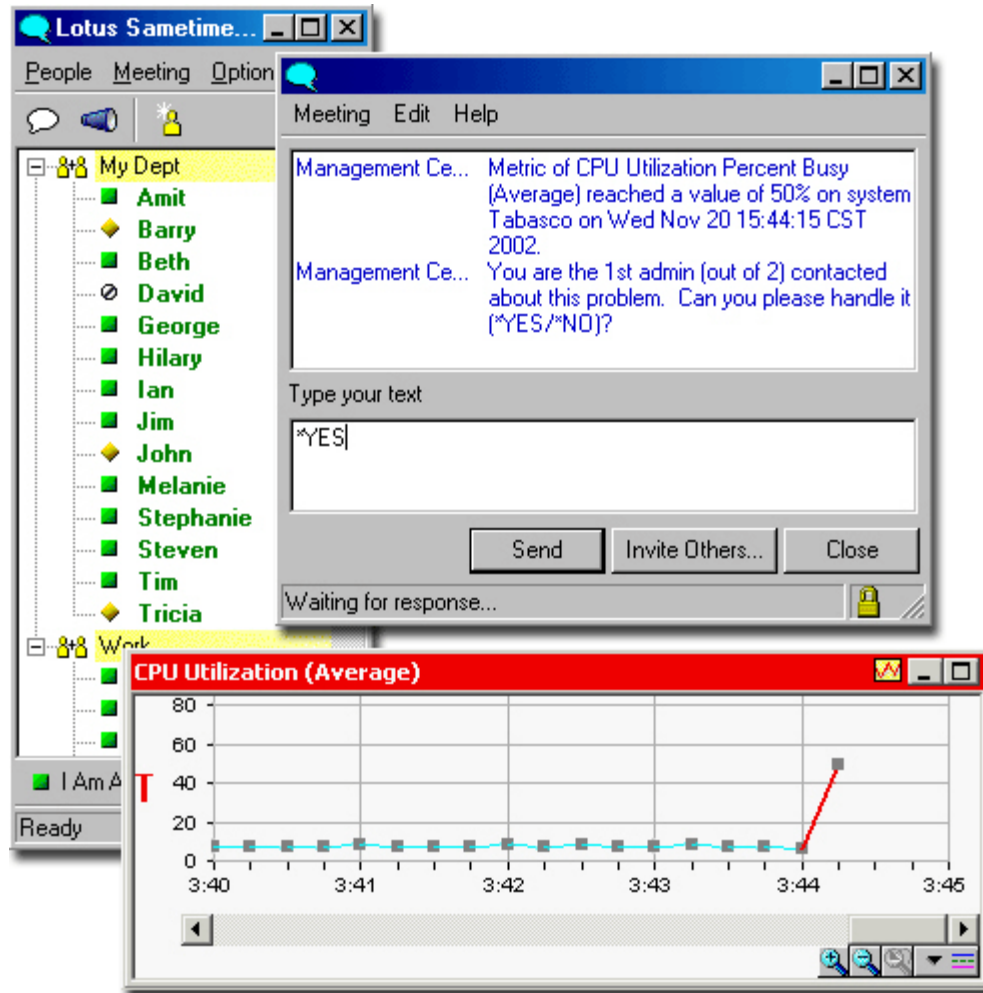 Lotus Sametime...
People Meeting Option
My Dept
Amit
Barry
Beth
David
George
Hilary
Ian
Jim
John
Melanie
Stephanie
Steven
Tim
Tricia
Work
I Am A
Ready
Meeting Edit Help
Management Ce... Metric of CPU Utilization Percent Busy
(Average) reached a value of 50% on system
Tabasco on Wed Nov 20 15:44:15 CST
2002.
Management Ce... You are the 1st admin (out of 2) contacted
about this problem. Can you please handle it
(*YES/*NO)?
Type your text
*YES
Send Invite Others... Close
Waiting for response...
CPU Utilization (Average)
80
60
T 40
20
0
3:40 3:41 3:42 3:43 3:44 3:45